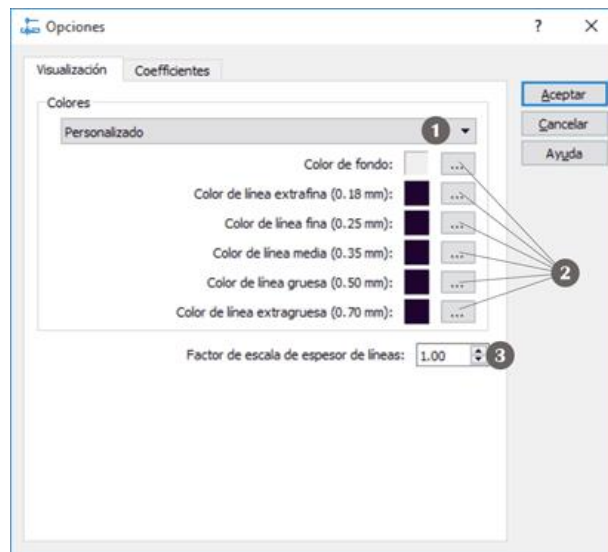 Opciones
?
Visualización
Coeficientes
Aceptar
Cancelar
Ayuda
Colores
Personalizado
1
Color de fondo:
...
Color de línea extrafina (0.18 mm):
...
Color de línea fina (0.25 mm):
...
Color de línea media (0.35 mm):
...
2
Color de línea gruesa (0.50 mm):
...
Color de línea extragruesa (0.70 mm):
...
Factor de escala de espesor de líneas:
1.00
3